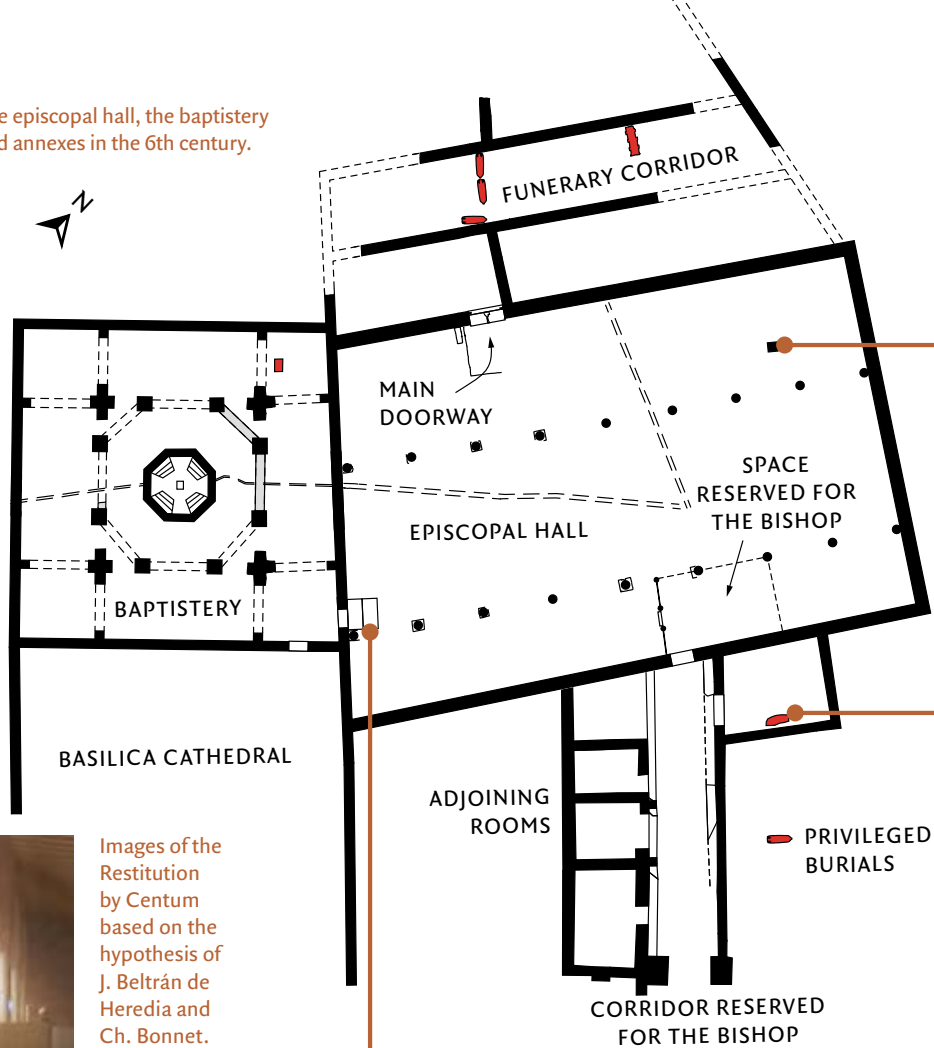 e episcopal hall, the baptistery
d annexes in the 6th century.
N
FUNERARY CORRIDOR
MAIN
DOORWAY
SPACE
RESERVED FOR
THE BISHOP
EPISCOPAL HALL
BAPTISTERY
BASILICA CATHEDRAL
ADJOINING
ROOMS
PRIVILEGED
BURIALS
Images of the
Restitution
by Centum
based on the
hypothesis of
J. Beltrán de
Heredia and
Ch. Bonnet.
CORRIDOR RESERVED
FOR THE BISHOP